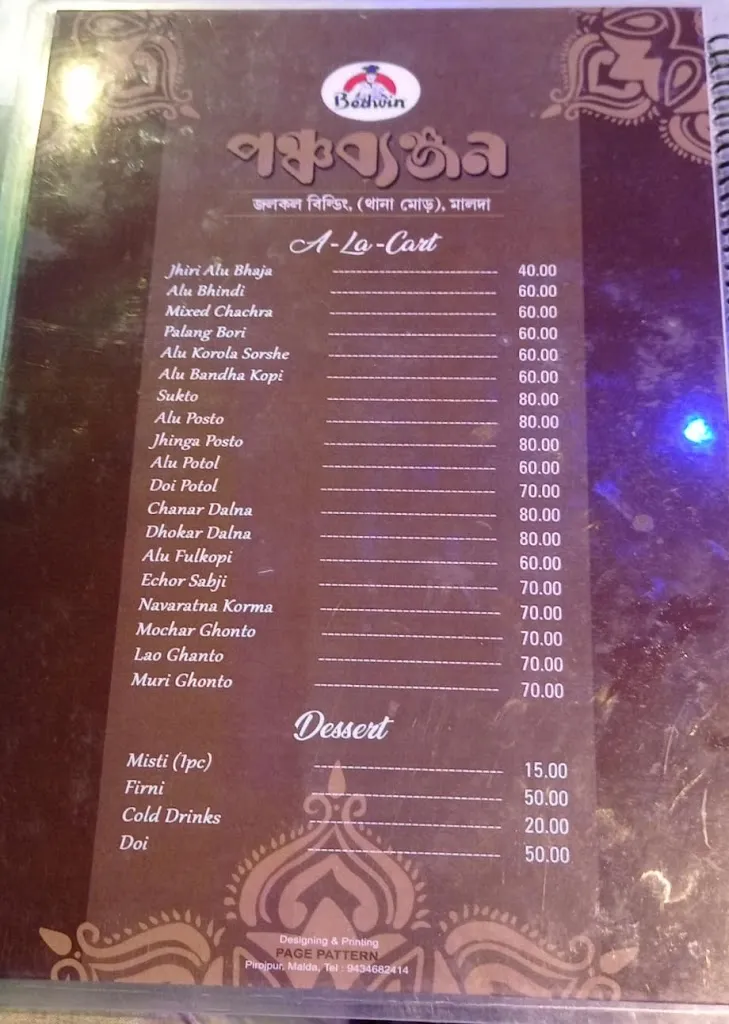 Bedwin
পঞ্চব্যঞ্জন
জলকল বিল্ডিং, (থানা মোড়), মালদা
A-La-Cart
Jhiri Alu Bhaja 40.00
Alu Bhindi 60.00
Mixed Chachra 60.00
Palang Bori 60.00
Alu Korola Sorshe 60.00
Alu Bandha Kopi 60.00
Sukto 80.00
Alu Posto 80.00
Jhinga Posto 80.00
Alu Potol 60.00
Doi Potol 70.00
Chanar Dalna 80.00
Dhokar Dalna 80.00
Alu Fulkopi 60.00
Echor Sabji 70.00
Navaratna Korma 70.00
Mochar Ghonto 70.00
Lao Ghanto 70.00
Muri Ghonto 70.00
Dessert
Misti (1pc) 15.00
Firni 50.00
Cold Drinks 20.00
Doi 50.00
Designing & Printing
PAGE PATTERN
Pirojpur, Malda, Tel : 9434682414